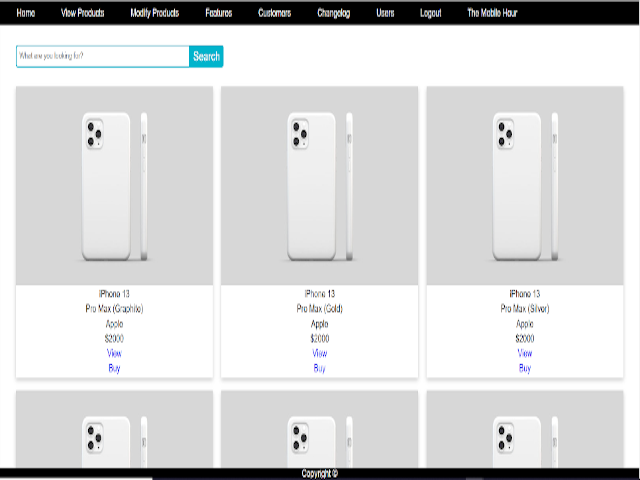 Home View Products Modify Products Features Customers Changelog Users Logout The Mobile Hour
What are you looking for? Search
iPhone 13 iPhone 13 iPhone 13
Pro Max (Graphite) Pro Max (Gold) Pro Max (Silver)
Apple Apple Apple
$2000 $2000 $2000
View View View
Buy Buy Buy
Copyright ©